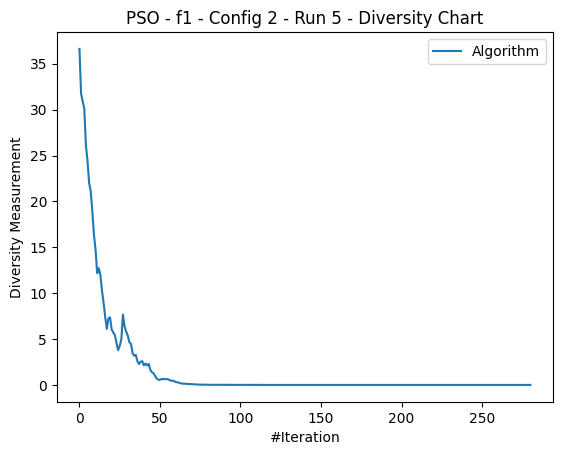 PSO - f1 - Config 2 - Run 5 - Diversity Chart
Algorithm
Diversity Measurement
35
30
25
20
15
10
5
0
0 50 100 150 200 250
#Iteration